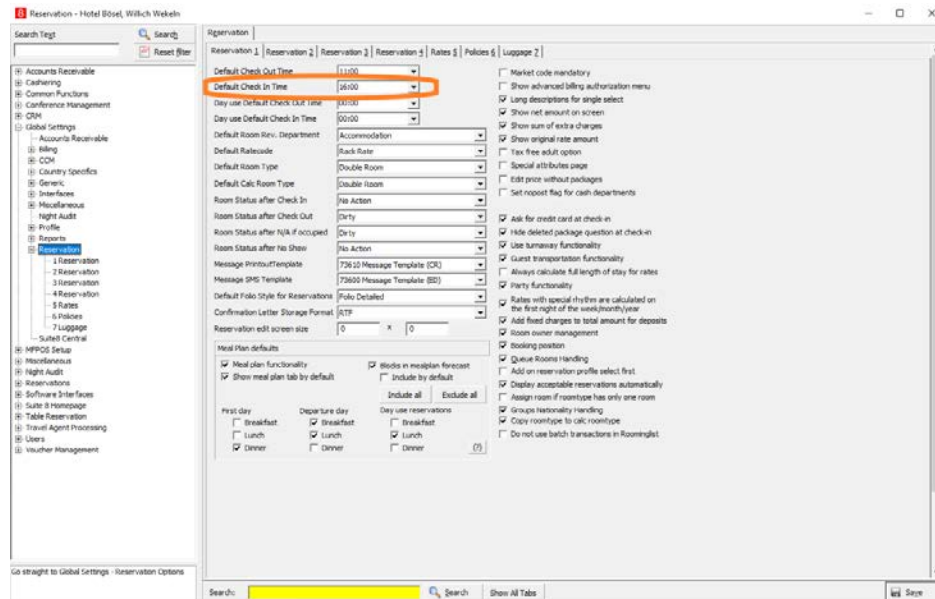 Reservation - Hotel Bösel, Willich Wekeln
Search Text
Search
Reset filter
Accounts Receivable
Cashiering
Common Functions
Conference Management
CRM
Global Settings
Accounts Receivable
Billing
CCM
Country Specifics
Generic
Interfaces
Miscellaneous
Night Audit
Profile
Reports
Reservation
1 Reservation
2 Reservation
3 Reservation
4 Reservation
5 Rates
6 Policies
7 Luggage
Suite8 Central
MFPOS Setup
Miscellaneous
Night Audit
Reservations
Software Interfaces
Suite 8 Homepage
Table Reservation
Travel Agent Processing
Users
Voucher Management
Go straight to Global Settings - Reservation Options
Reservation
Reservation 1 Reservation 2 Reservation 3 Reservation 4 Rates 5 Policies 6 Luggage 7
Default Check Out Time 11:00
Default Check In Time 16:00
Day use Default Check Out Time 00:00
Day use Default Check In Time 00:00
Default Room Rev. Department Accommodation
Default Ratecode Rack Rate
Default Room Type Double Room
Default Calc Room Type Double Room
Room Status after Check In No Action
Room Status after Check Out Dirty
Room Status after N/A if occupied Dirty
Room Status after No Show No Action
Message PrintoutTemplate 73610 Message Template (CR)
Message SMS Template 73600 Message Template (ED)
Default Folio Style for Reservations Folio Detailed
Confirmation Letter Storage Format RTF
Reservation edit screen size 0 x 0
Meal Plan defaults
Meal plan functionality
Blocks in mealplan forecast
Show meal plan tab by default
Include by default
Include all Exclude all
First day Departure day Day use reservations
Breakfast Breakfast Breakfast
Lunch Lunch Lunch
Dinner Dinner Dinner (?)
Market code mandatory
Show advanced billing authorization menu
Long descriptions for single select
Show net amount on screen
Show sum of extra charges
Show original rate amount
Tax free adult option
Special attributes page
Edit price without packages
Set nopost flag for cash departments
Ask for credit card at check-in
Hide deleted package question at check-in
Use turnaway functionality
Guest transportation functionality
Always calculate full length of stay for rates
Party functionality
Rates with special rhythm are calculated on
the first night of the week/month/year
Add fixed charges to total amount for deposits
Room owner management
Booking position
Queue Rooms Handling
Add on reservation profile select first
Display acceptable reservations automatically
Assign room if roomtype has only one room
Groups Nationality Handling
Copy roomtype to calc roomtype
Do not use batch transactions in Roominglist
Search: Search Show All Tabs Save